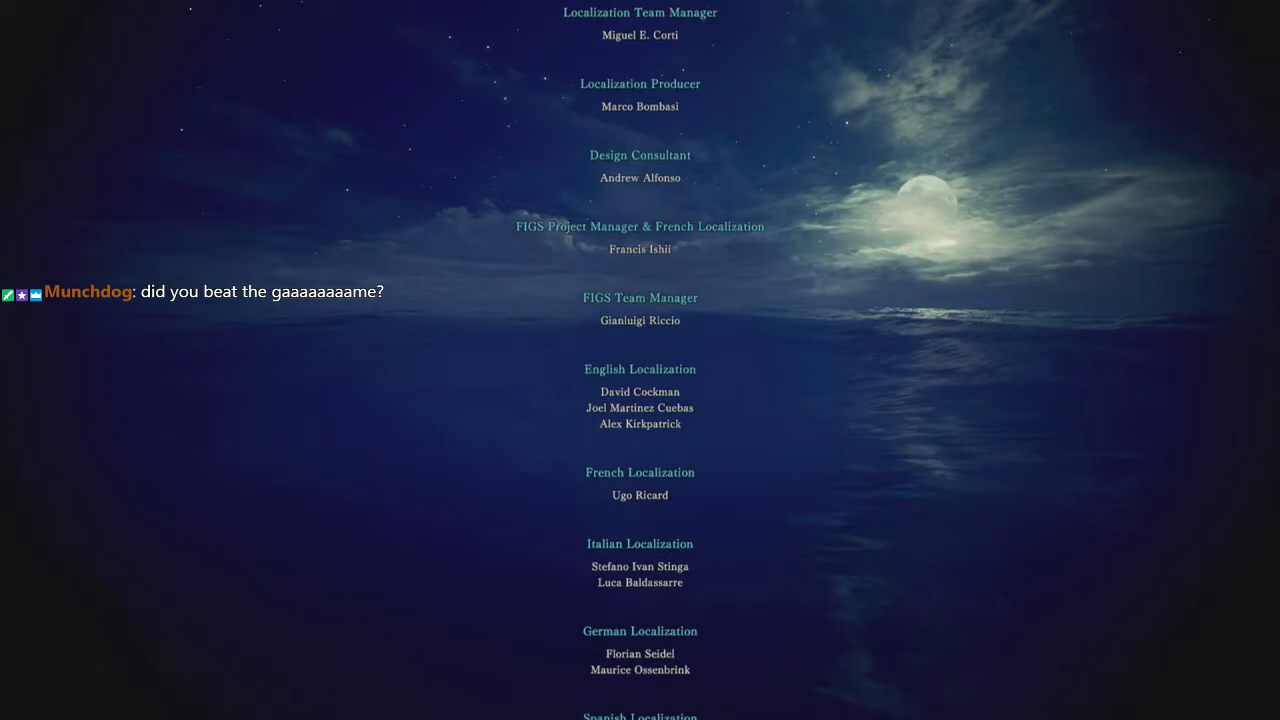 Localization Team Manager
Miguel E. Corti
Localization Producer
Marco Bombasi
Design Consultant
Andrew Alfonso
FIGS Project Manager & French Localization
Francis Ishii
Munchdog: did you beat the gaaaaaaaame?
FIGS Team Manager
Gianluigi Riccio
English Localization
David Cockman
Joel Martinez Cuebas
Alex Kirkpatrick
French Localization
Ugo Ricard
Italian Localization
Stefano Ivan Stinga
Luca Baldassarre
German Localization
Florian Seidel
Maurice Ossenbrink
Spanish Localization